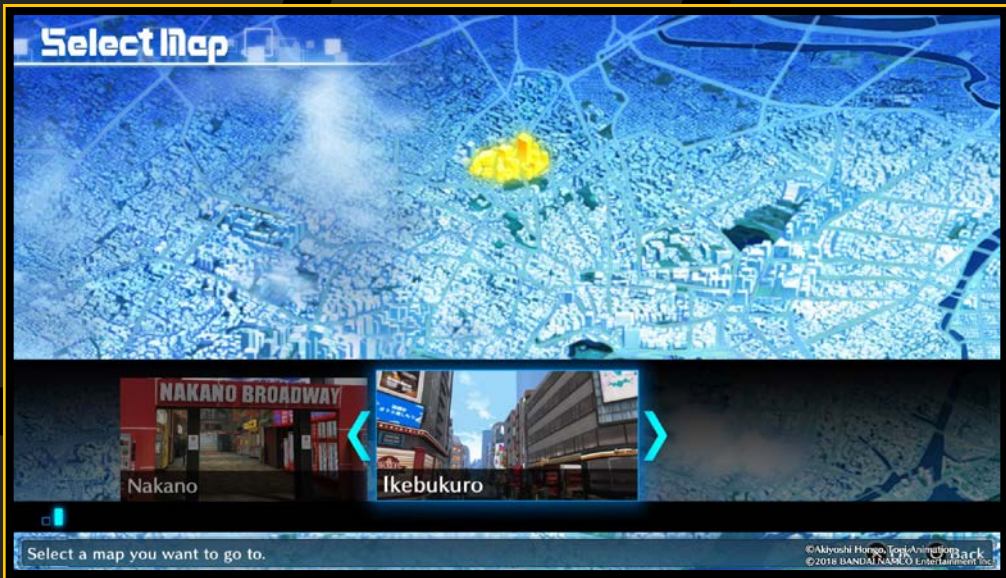 Select Map
NAKANO BROADWAY
Nakano
Ikebukuro
Select a map you want to go to.
OK Back
©Akiyoshi Hongo, Toei Animation
©2018 BANDAI NAMCO Entertainment Inc.